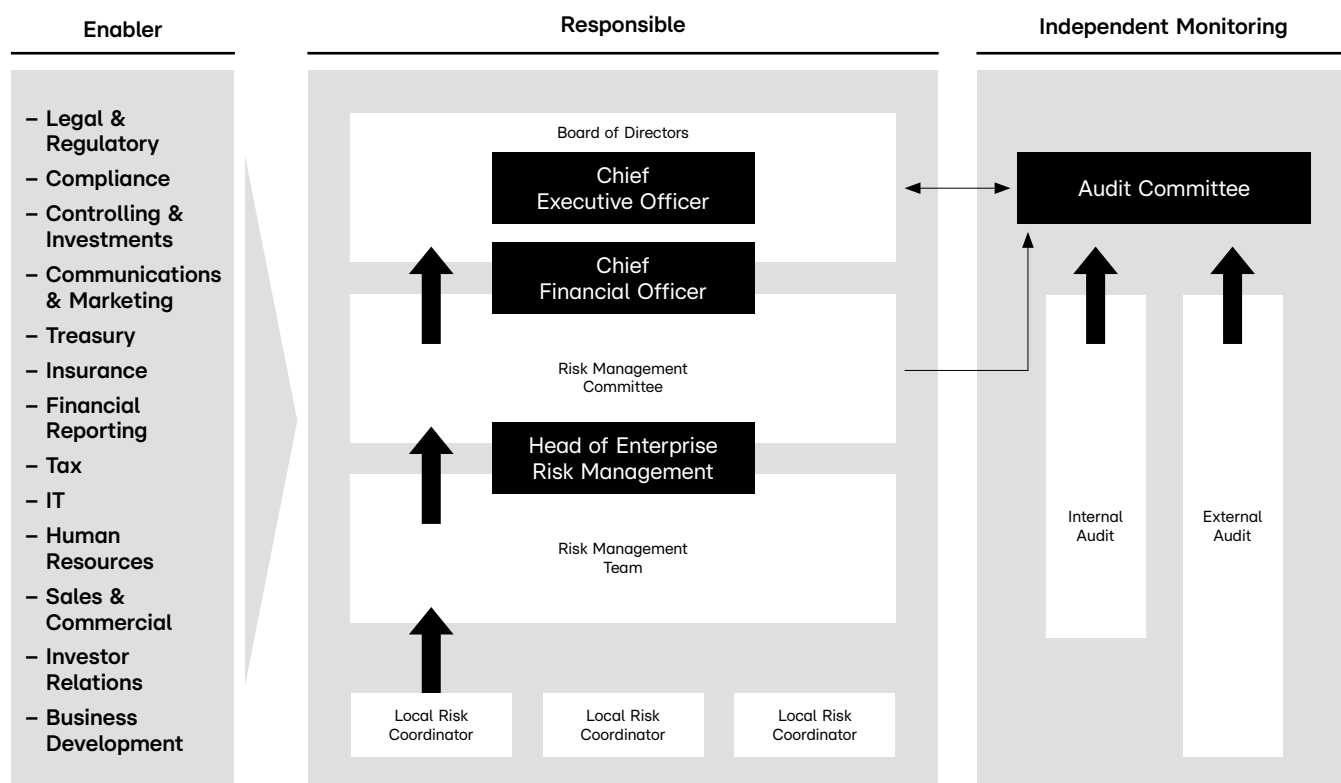 Enabler
– Legal &
Regulatory
– Compliance
– Controlling &
Investments
– Communications
& Marketing
– Treasury
– Insurance
– Financial
Reporting
– Tax
– IT
– Human
Resources
– Sales &
Commercial
– Investor
Relations
– Business
Development
Responsible
Board of Directors
Chief
Executive Officer
Chief
Financial Officer
Risk Management
Committee
Head of Enterprise
Risk Management
Risk Management
Team
Local Risk
Coordinator
Local Risk
Coordinator
Local Risk
Coordinator
Independent Monitoring
Audit Committee
Internal
Audit
External
Audit